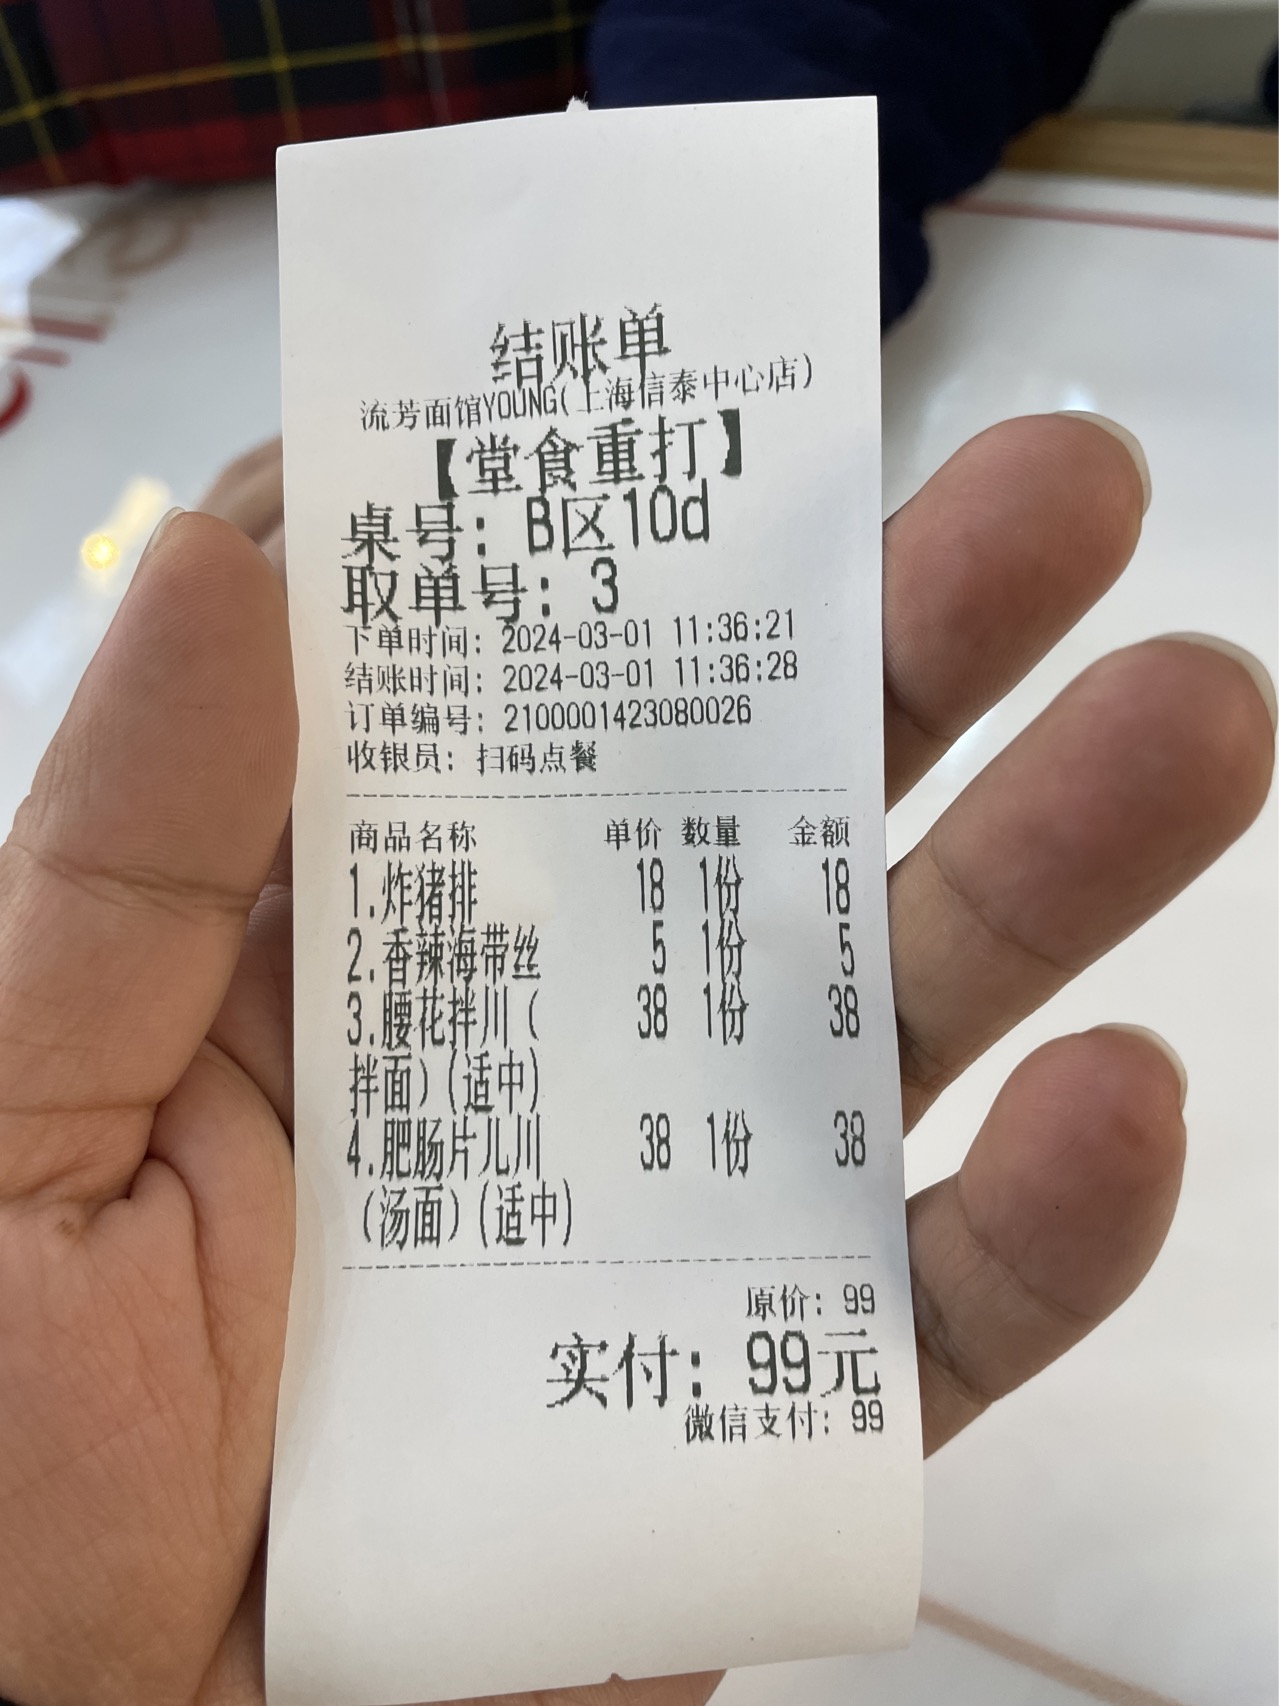 结账单
流芳面馆YOUNG(上海信泰中心店)
【堂食重打】
桌号: B区10d
取单号: 3
下单时间: 2024-03-01 11:36:21
结账时间: 2024-03-01 11:36:28
订单编号: 2100001423080026
收银员: 扫码点餐
商品名称 单价 数量 金额
1.炸猪排 18 1份 18
2.香辣海带丝 5 1份 5
3.腰花拌川( 38 1份 38
拌面)(适中)
4.肥肠片儿川 38 1份 38
(汤面)(适中)
原价: 99
实付: 99元
微信支付: 99